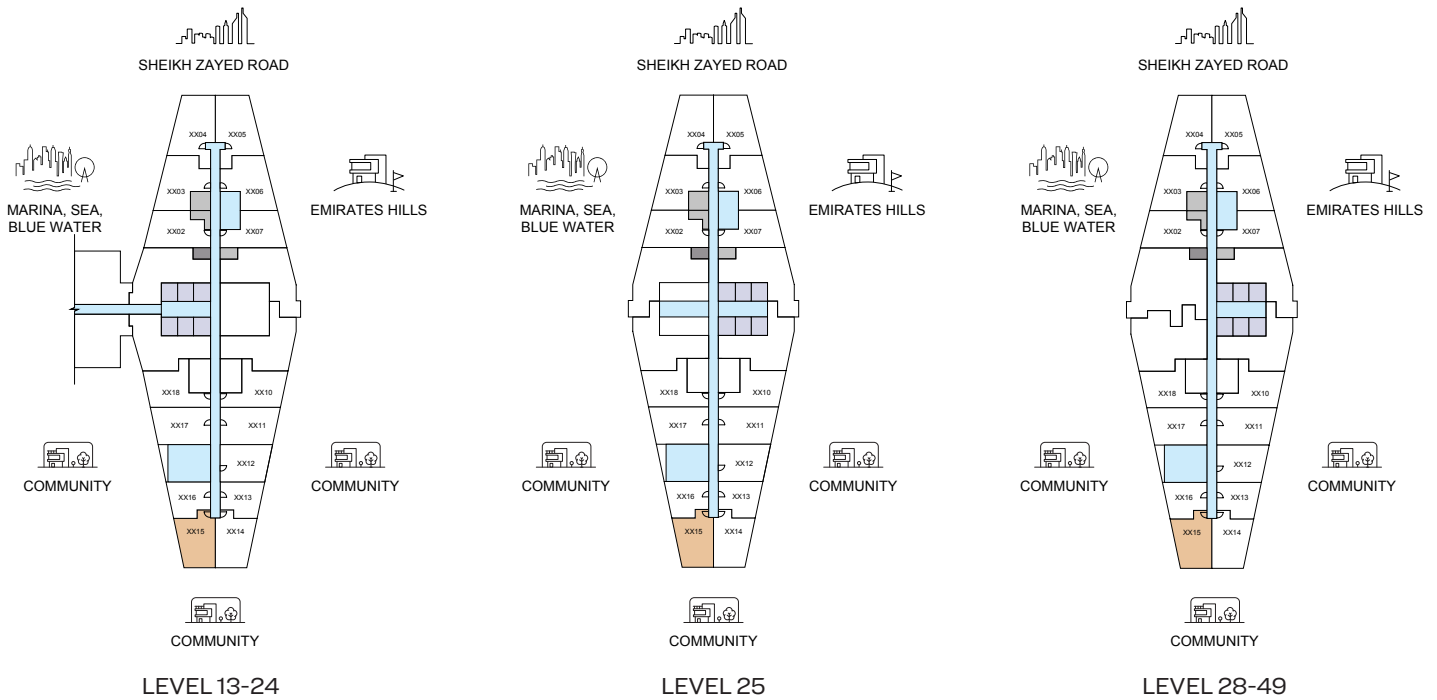 SHEIKH ZAYED ROAD
XX04
XX05
MARINA, SEA,
BLUE WATER
EMIRATES HILLS
XX03
XX06
XX02
XX07
XX18
XX10
XX17
XX11
XX12
COMMUNITY
COMMUNITY
XX16
XX13
XX15
XX14
COMMUNITY
LEVEL 13-24
SHEIKH ZAYED ROAD
XX04
XX05
MARINA, SEA,
BLUE WATER
EMIRATES HILLS
XX03
XX06
XX02
XX07
XX18
XX10
XX17
XX11
XX12
COMMUNITY
COMMUNITY
XX16
XX13
XX15
XX14
COMMUNITY
LEVEL 25
SHEIKH ZAYED ROAD
XX04
XX05
MARINA, SEA,
BLUE WATER
EMIRATES HILLS
XX03
XX06
XX02
XX07
XX18
XX10
XX17
XX11
XX12
COMMUNITY
COMMUNITY
XX16
XX13
XX15
XX14
COMMUNITY
LEVEL 28-49